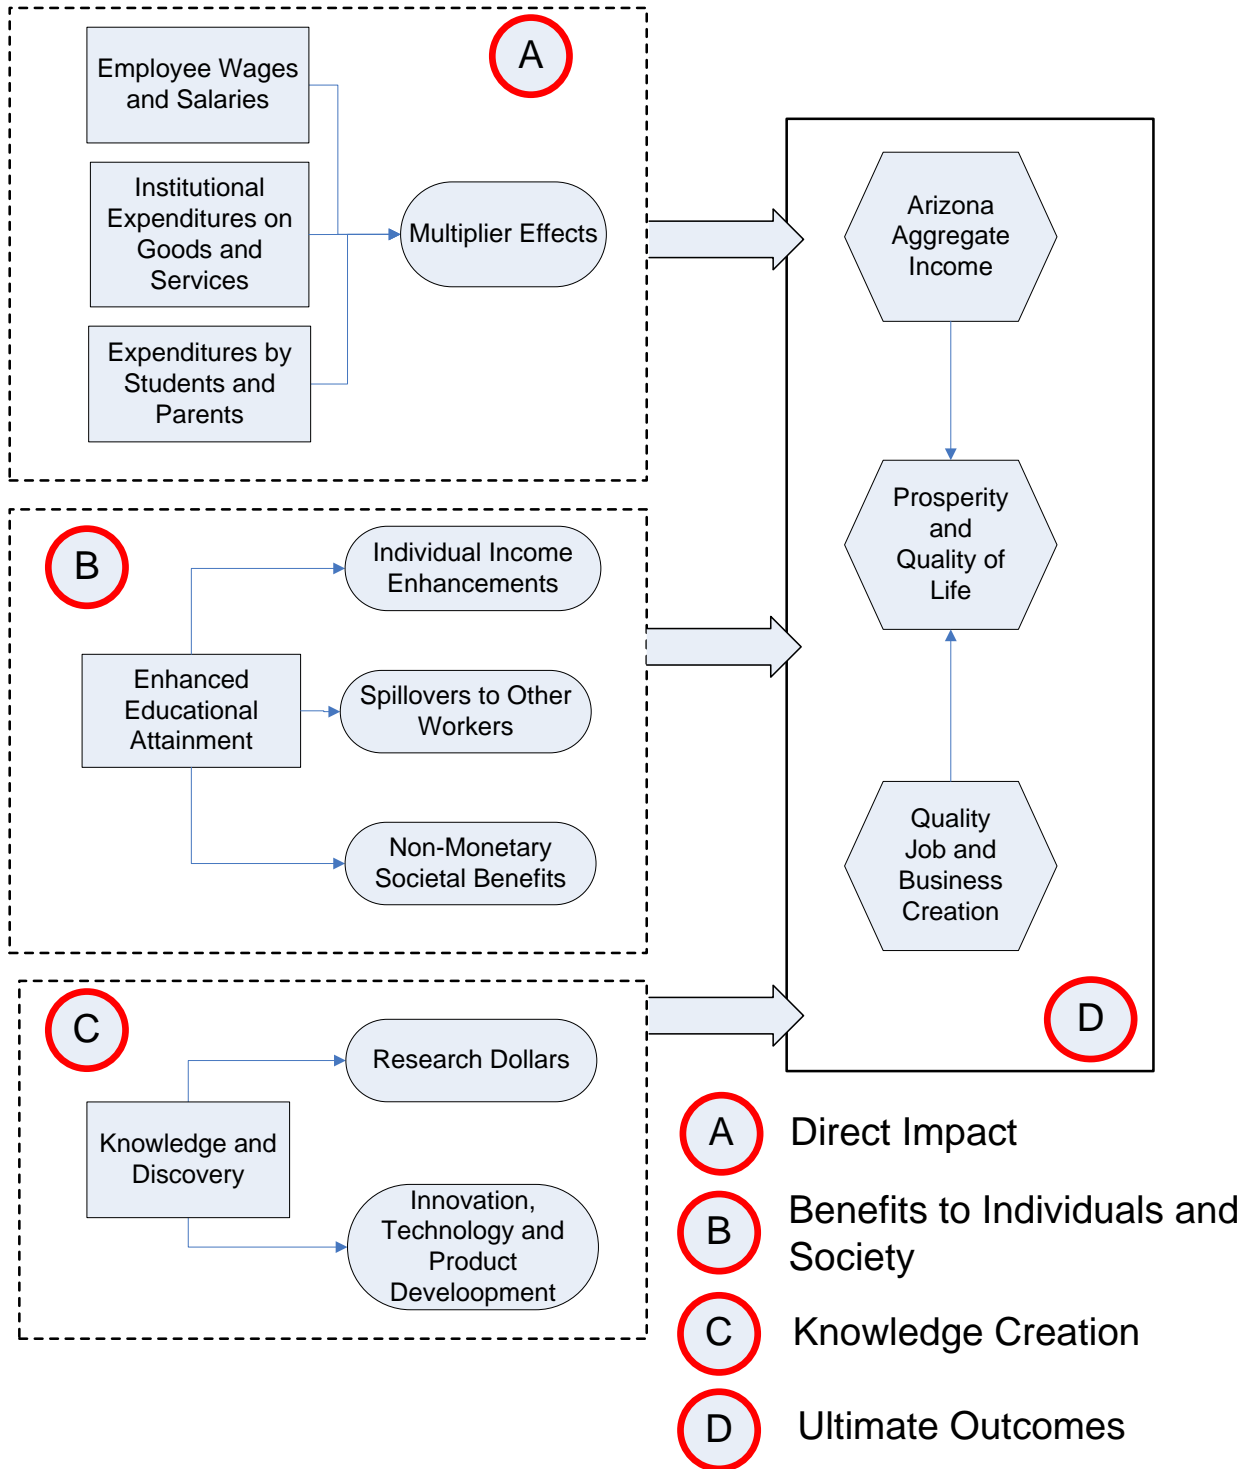 A
Employee Wages
and Salaries
Institutional
Expenditures on
Goods and
Services
Expenditures by
Students and
Parents
Multiplier Effects
B
Enhanced
Educational
Attainment
Individual Income
Enhancements
Spillovers to Other
Workers
Non-Monetary
Societal Benefits
C
Knowledge and
Discovery
Research Dollars
Innovation,
Technology and
Product
Develoopment
Arizona
Aggregate
Income
Prosperity
and
Quality of
Life
Quality
Job and
Business
Creation
D
A Direct Impact
B Benefits to Individuals and
Society
C Knowledge Creation
D Ultimate Outcomes